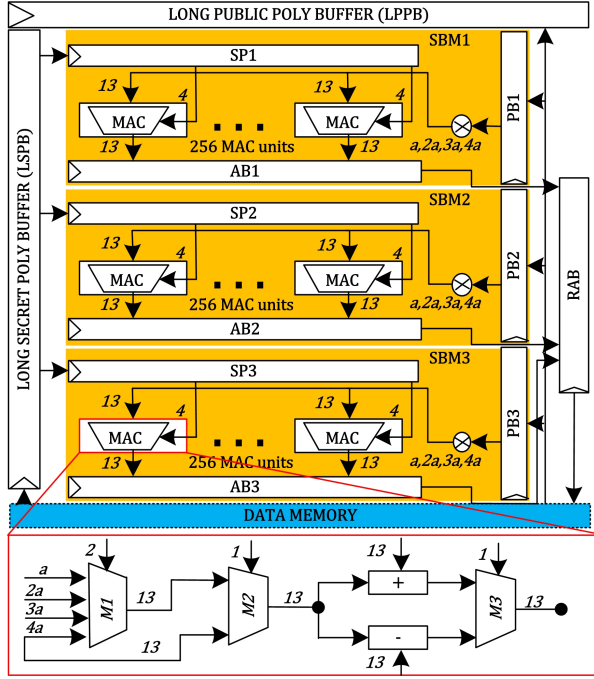 LONG PUBLIC POLY BUFFER (LPPB)
LONG SECRET POLY BUFFER (LSPB)
SBM1
SP1
13
13
4
4
MAC
MAC
PB1
13
256 MAC units
13
a,2a,3a,4a
AB1
SBM2
SP2
13
13
4
4
MAC
MAC
PB2
RAB
13
256 MAC units
13
a,2a,3a,4a
AB2
SBM3
SP3
13
13
4
4
MAC
MAC
PB3
13
256 MAC units
13
a,2a,3a,4a
AB3
DATA MEMORY
2
1
13
1
a
2a
3a
4a
M1
13
M2
13
+
-
M3
13
13
13